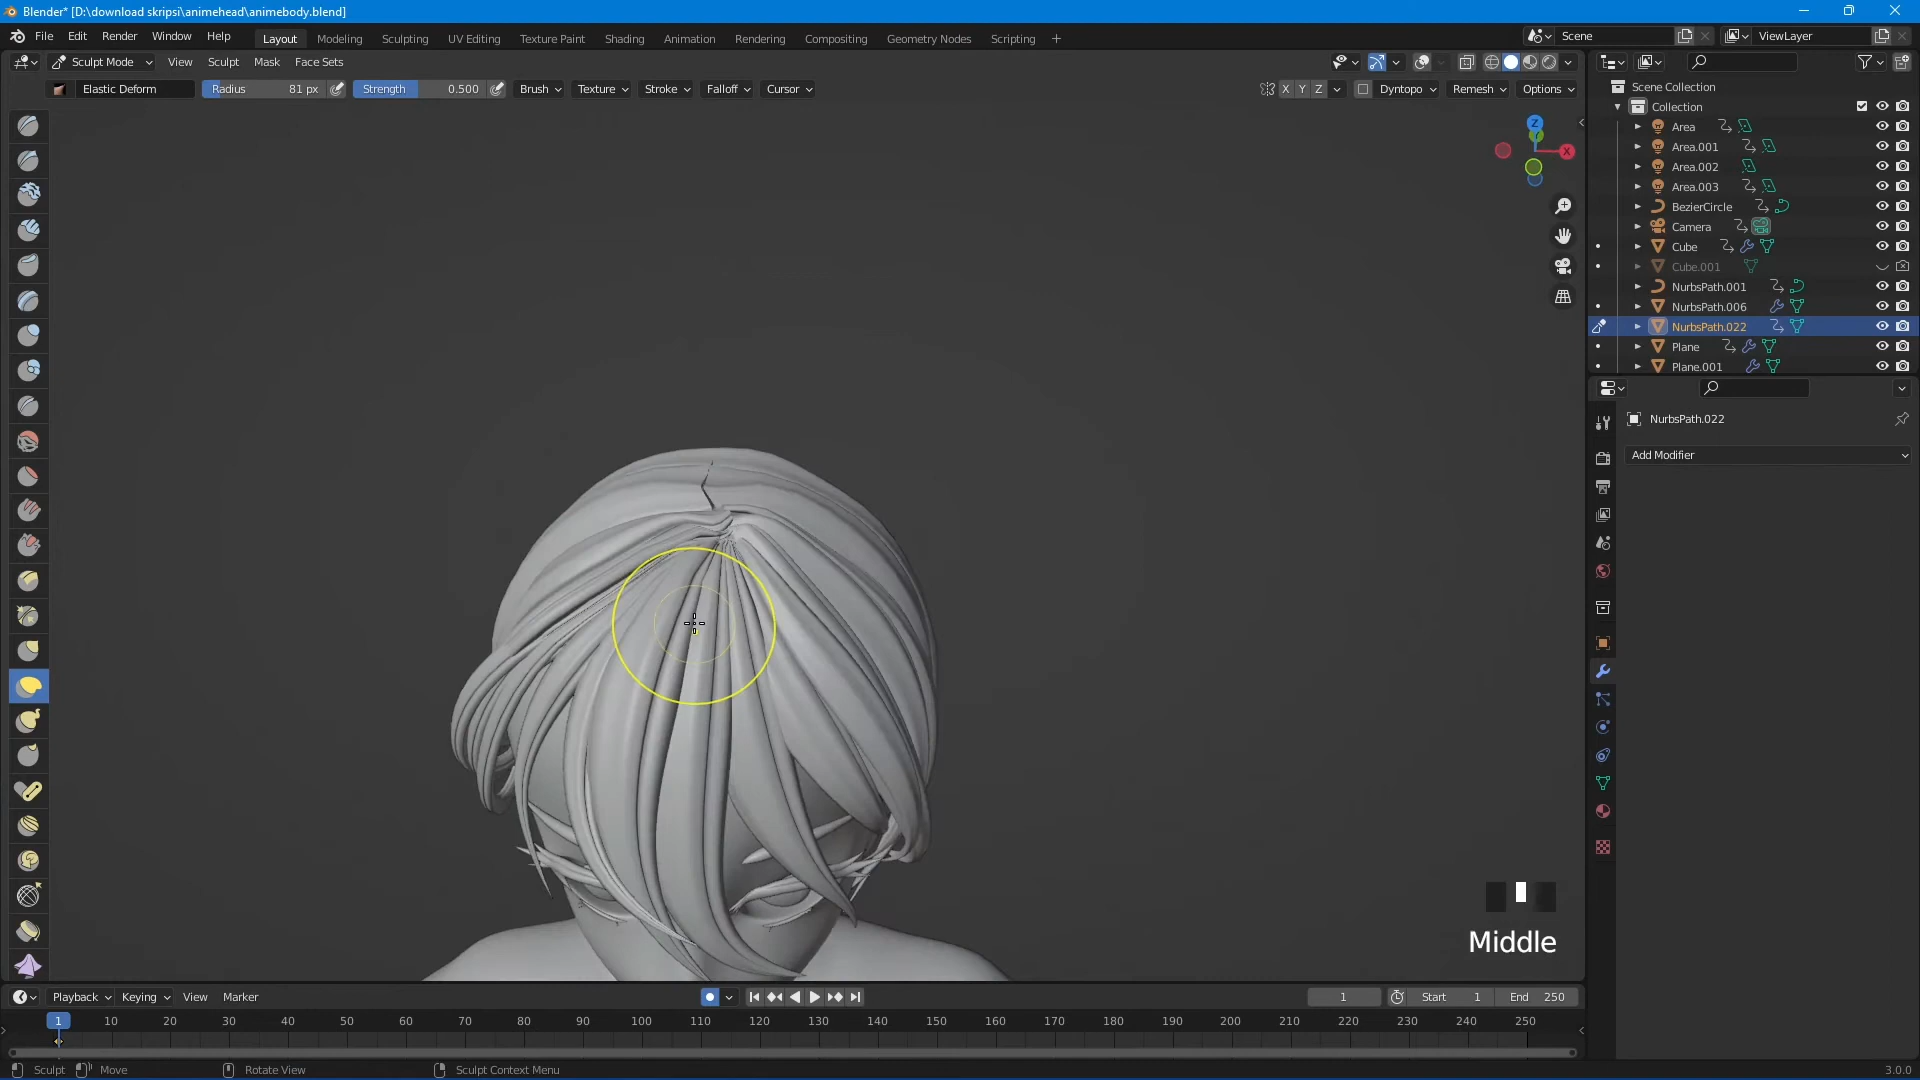 Blender* [D:\download skripsi\animehead\animebody.blend]
File Edit Render Window Help Layout Modeling Sculpting UV Editing Texture Paint Shading Animation Rendering Compositing Geometry Nodes Scripting + Scene ViewLayer
Sculpt Mode View Sculpt Mask Face Sets
Elastic Deform Radius 81 px Strength 0.500 Brush Texture Stroke Falloff Cursor X Y Z Dyntopo Remesh Options
Z
X
Scene Collection
Collection
Area
Area.001
Area.002
Area.003
BezierCircle
Camera
Cube
Cube.001
NurbsPath.001
NurbsPath.006
NurbsPath.022
Plane
Plane.001
NurbsPath.022
Add Modifier
Middle
Playback Keying View Marker 1 Start 1 End 250
1 10 20 30 40 50 60 70 80 90 100 110 120 130 140 150 160 170 180 190 200 210 220 230 240 250
Sculpt Move Rotate View Sculpt Context Menu 3.0.0